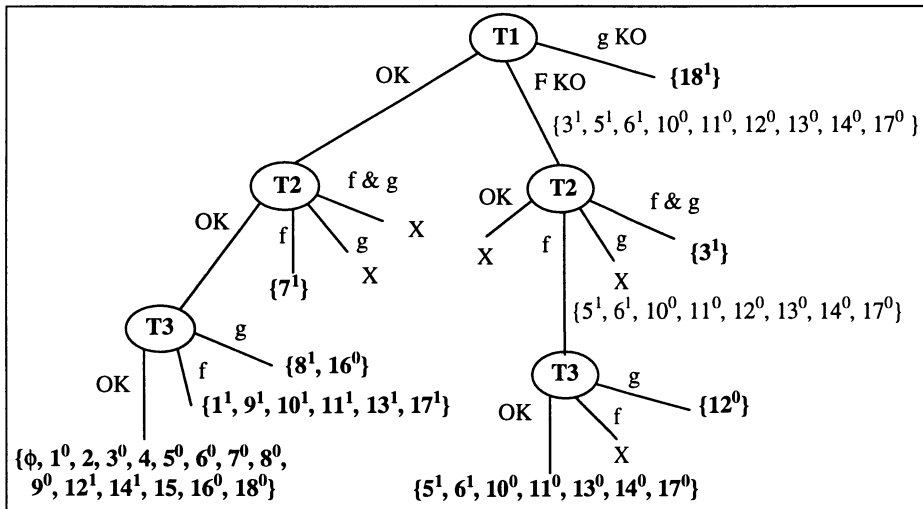 T1
g KO
OK
F KO
{18¹}
{3¹, 5¹, 6¹, 10⁰, 11⁰, 12⁰, 13⁰, 14⁰, 17⁰ }
T2
f & g
OK
f
g
X
X
{7¹}
T2
f & g
OK
X
f
g
X
{3¹}
{5¹, 6¹, 10⁰, 11⁰, 12⁰, 13⁰, 14⁰, 17⁰}
T3
g
OK
f
{8¹, 16⁰}
{1¹, 9¹, 10¹, 11¹, 13¹, 17¹}
{ϕ, 1⁰, 2, 3⁰, 4, 5⁰, 6⁰, 7⁰, 8⁰,
9⁰, 12¹, 14¹, 15, 16⁰, 18⁰}
T3
g
OK
f
X
{12⁰}
{5¹, 6¹, 10⁰, 11⁰, 13⁰, 14⁰, 17⁰}